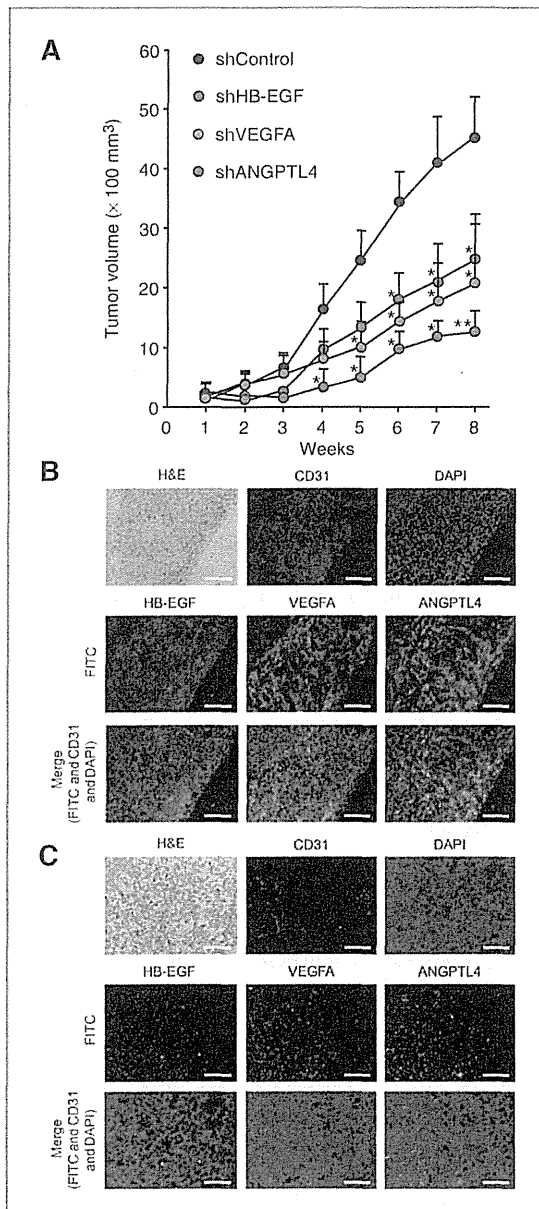 A
60
50
40
30
20
10
0
Tumor volume (× 100 mm³)
shControl
shHB-EGF
shVEGFA
shANGPTL4
*
*
*
*
*
*
*
*
*
*
*
**
0 1 2 3 4 5 6 7 8
Weeks
B
H&E CD31 DAPI
HB-EGF VEGFA ANGPTL4
FITC
Merge
(FITC and CD31
and DAPI)
C
H&E CD31 DAPI
HB-EGF VEGFA ANGPTL4
FITC
Merge
(FITC and CD31
and DAPI)